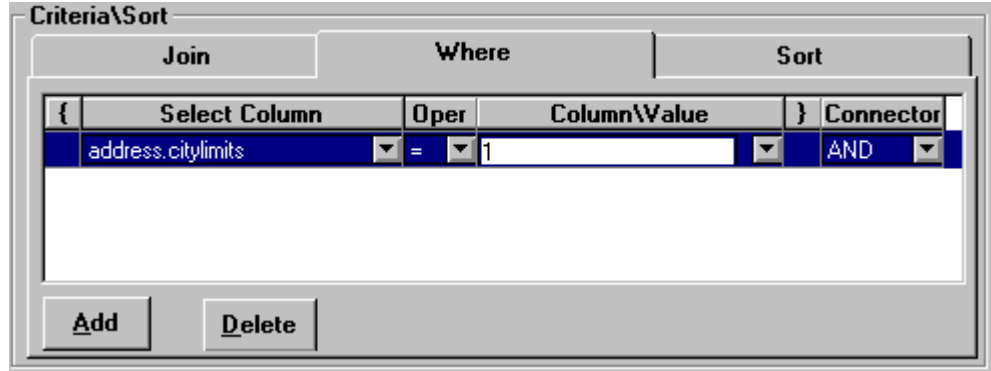 Criteria\Sort
Join Where Sort
{ Select Column Oper Column\Value } Connector
address.citylimits = 1 AND
Add Delete